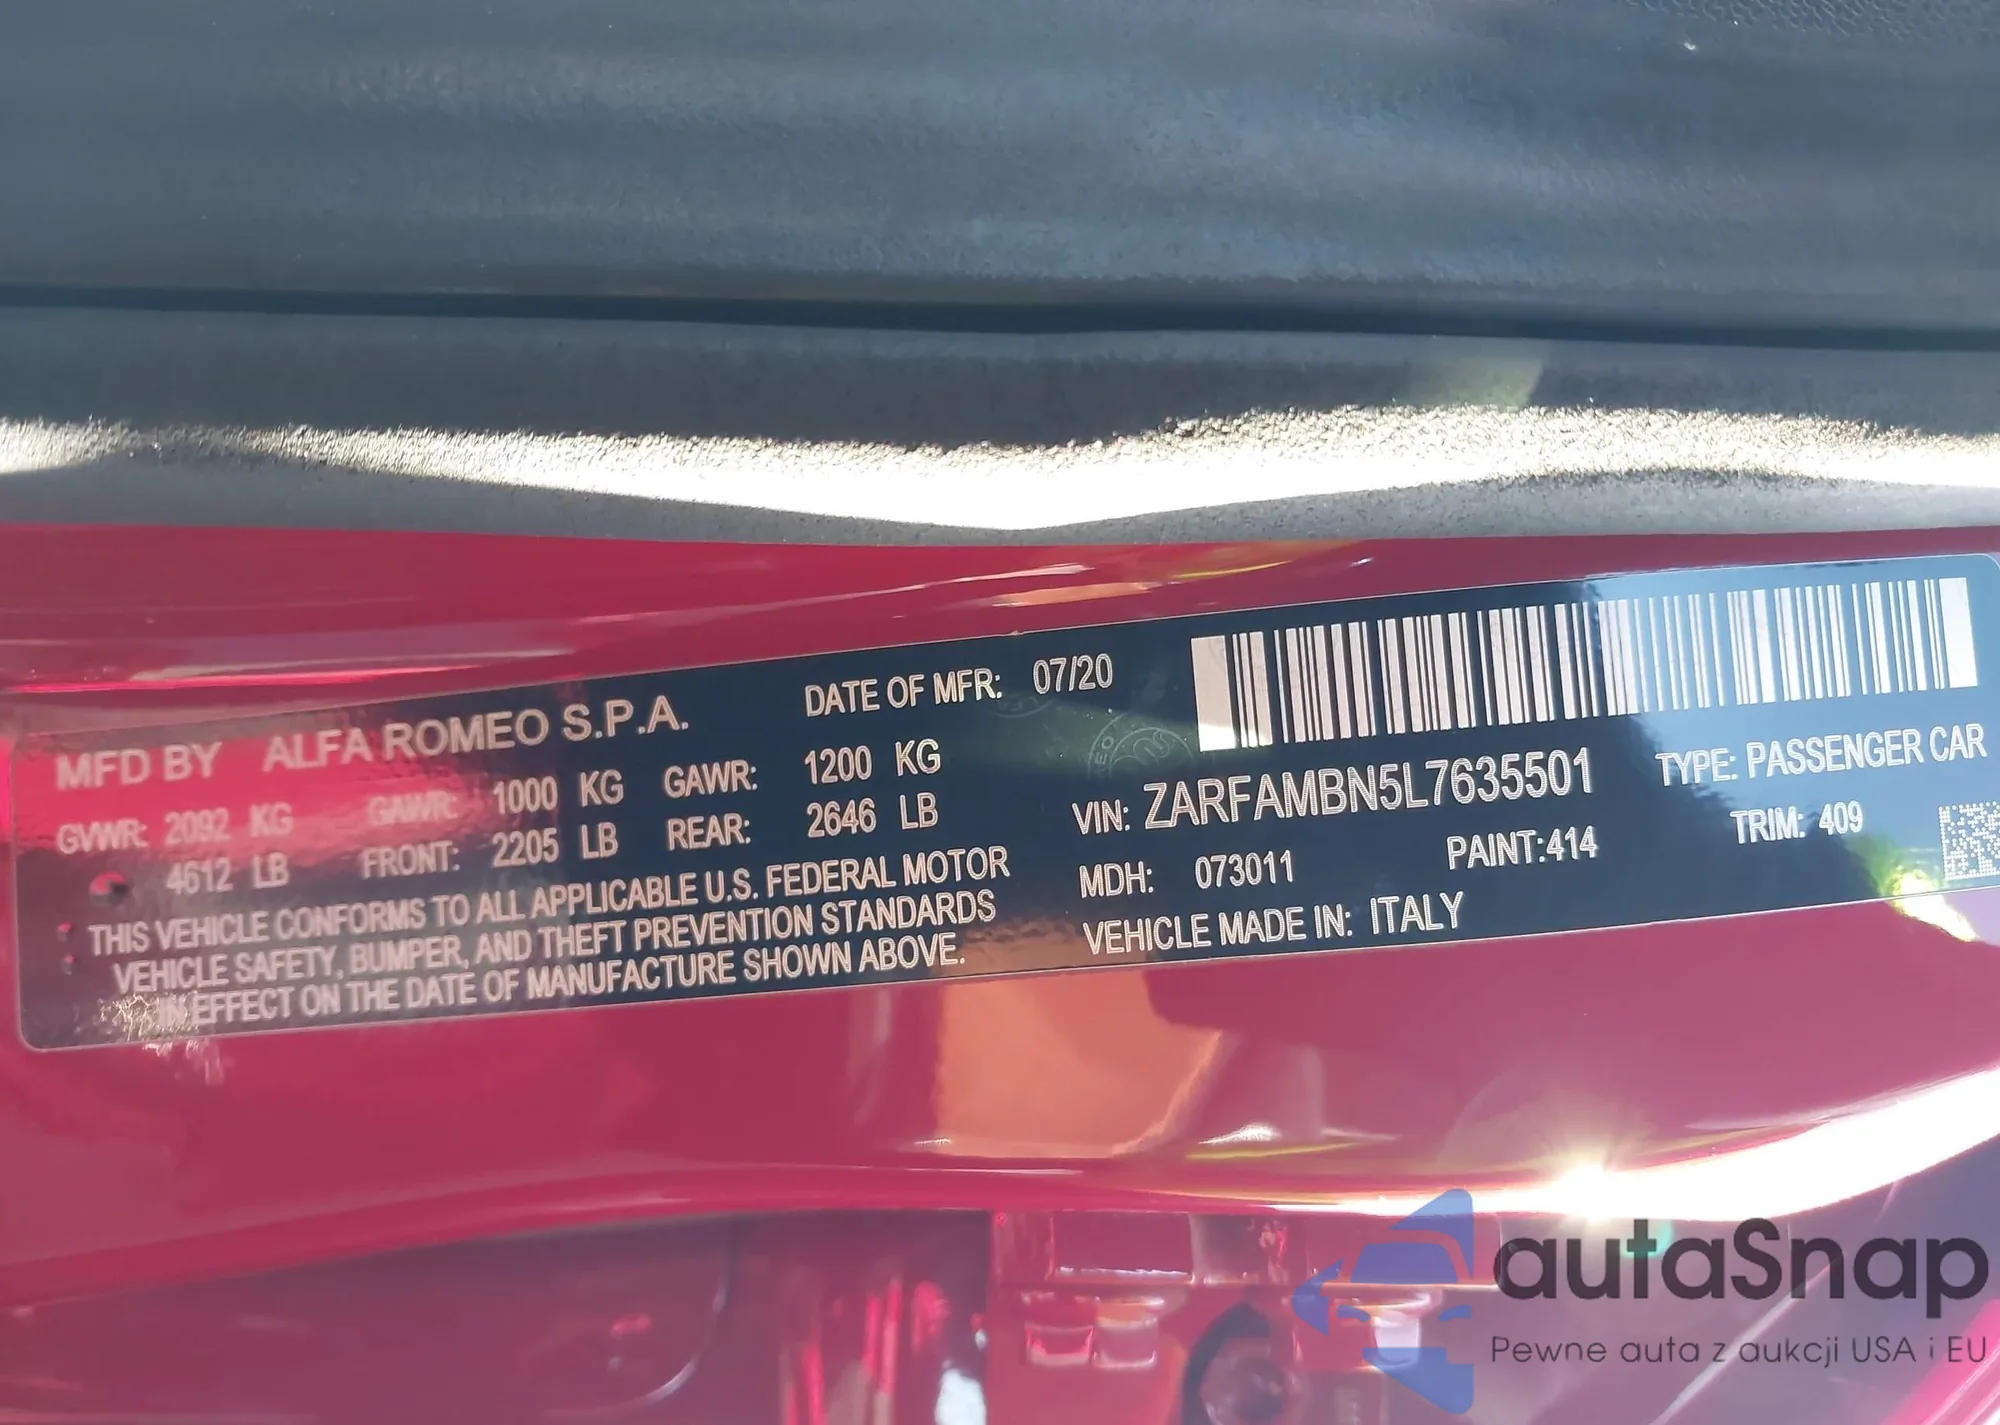 MFD BY ALFA ROMEO S.P.A. DATE OF MFR: 07/20
GVWR: 2092 KG GAWR: 1000 KG GAWR: 1200 KG
4612 LB FRONT: 2205 LB REAR: 2646 LB
THIS VEHICLE CONFORMS TO ALL APPLICABLE U.S. FEDERAL MOTOR
VEHICLE SAFETY, BUMPER, AND THEFT PREVENTION STANDARDS
IN EFFECT ON THE DATE OF MANUFACTURE SHOWN ABOVE.
VIN: ZARFAMBN5L7635501 TYPE: PASSENGER CAR
MDH: 073011 PAINT:414 TRIM: 409
VEHICLE MADE IN: ITALY
autaSnap
Pewne auta z aukcji USA i EU